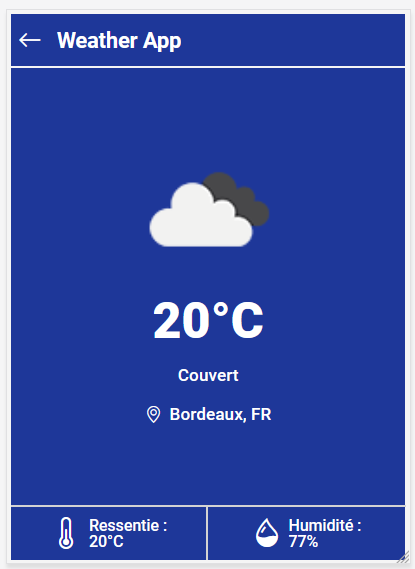 Weather App
20°C
Couvert
Bordeaux, FR
Ressentie :
20°C
Humidité :
77%